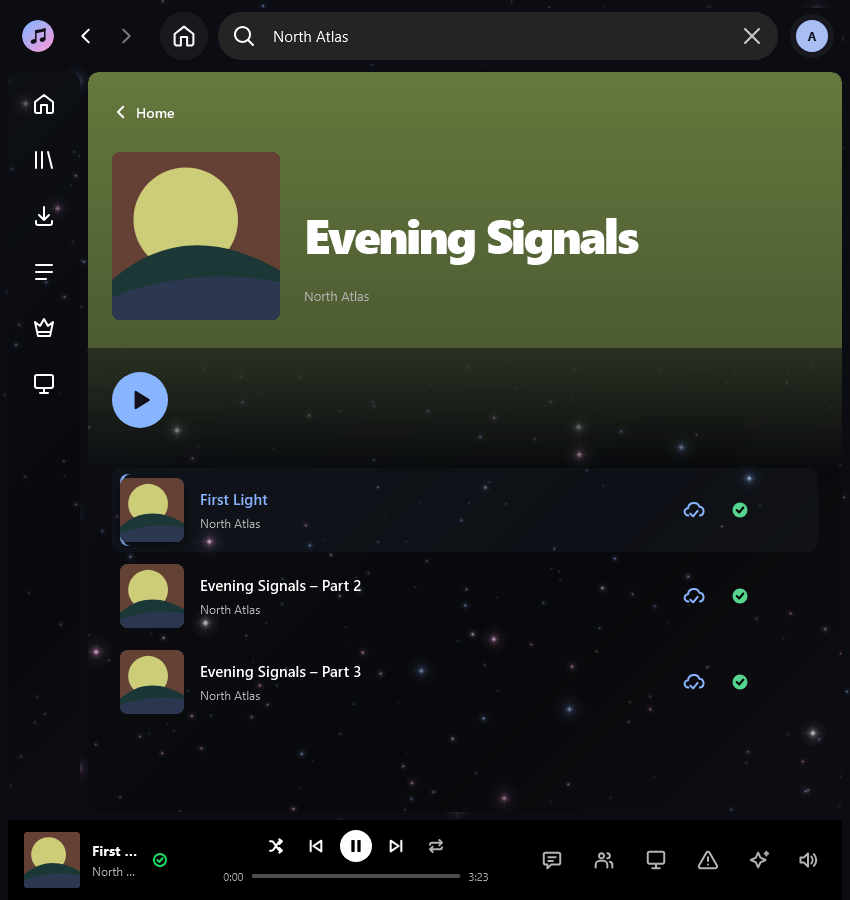 North Atlas
A
Home
Evening Signals
North Atlas
First Light
North Atlas
Evening Signals – Part 2
North Atlas
Evening Signals – Part 3
North Atlas
First ...
North ...
0:00
3:23